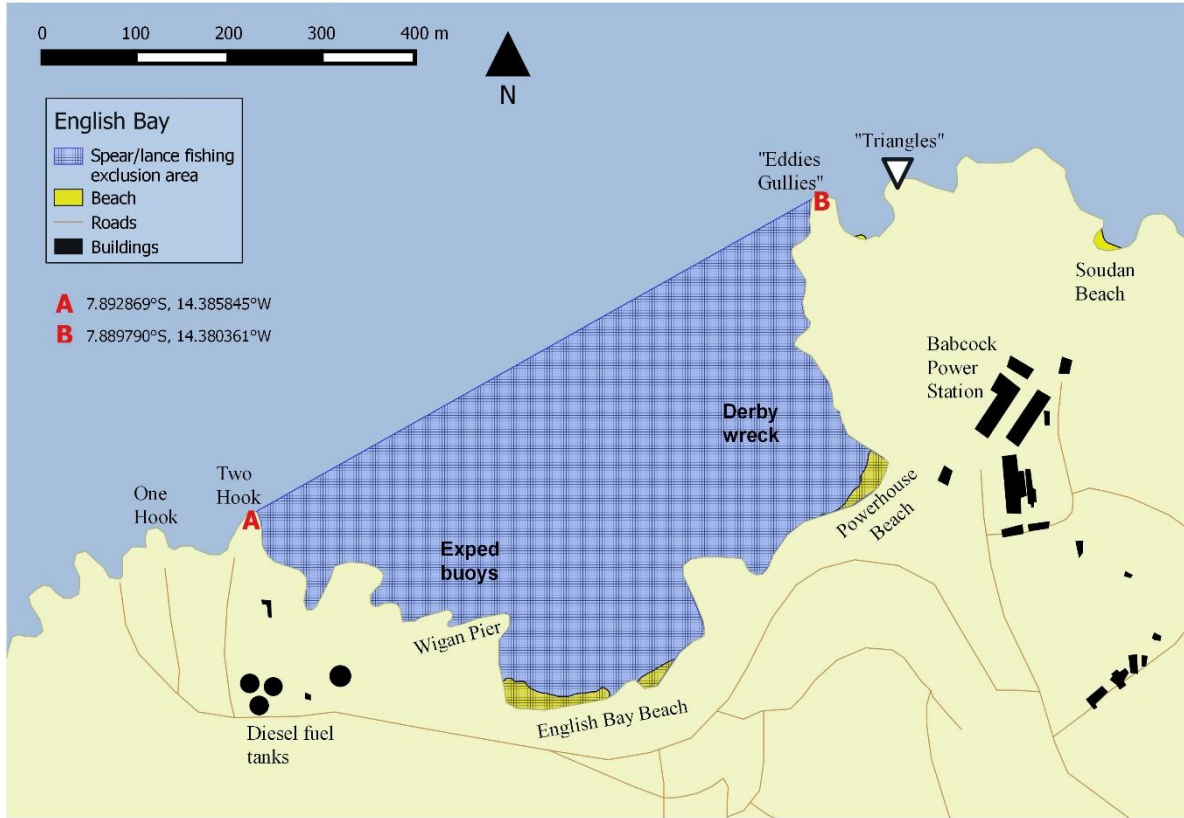 0 100 200 300 400 m
N
English Bay
Spear/lance fishing
exclusion area
Beach
Roads
Buildings
A 7.892869°S, 14.385845°W
B 7.889790°S, 14.380361°W
"Triangles"
"Eddies
Gullies"
B
Soudan
Beach
Babcock
Power
Station
Derby
wreck
Powerhouse
Beach
Two
Hook
One
Hook
A
Exped
buoys
Wigan Pier
English Bay Beach
Diesel fuel
tanks